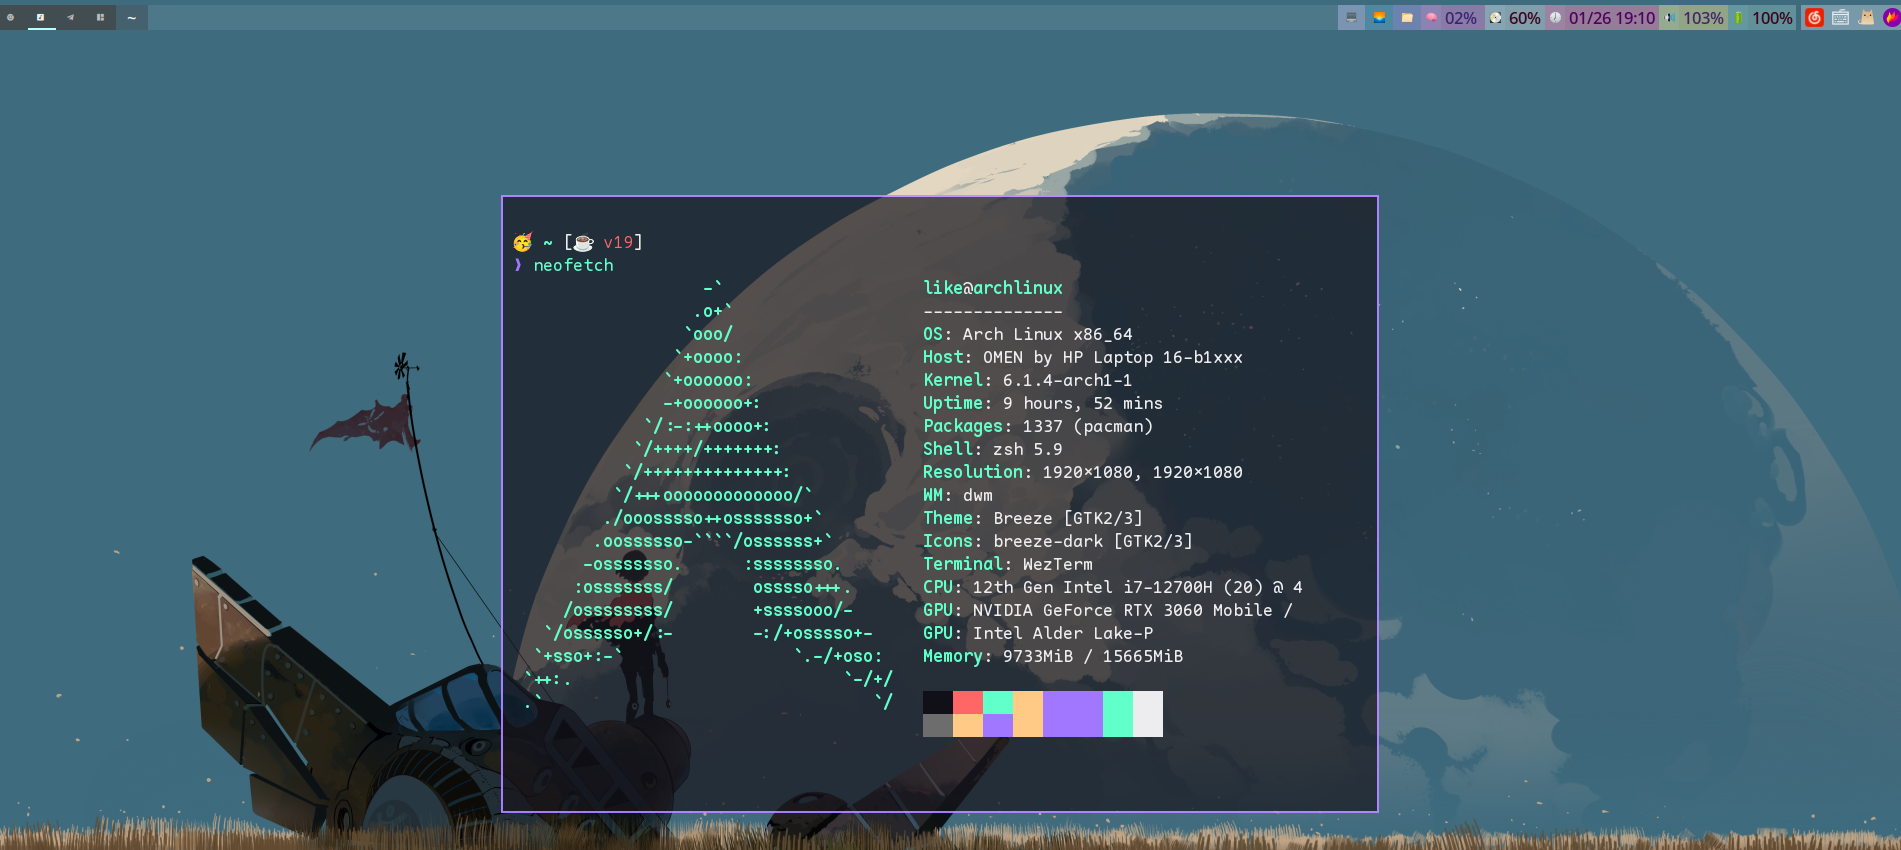 ~ 02% 60% 01/26 19:10 103% 100%
~ [☕ v19]
❱ neofetch
like@archlinux
--------------
OS: Arch Linux x86_64
Host: OMEN by HP Laptop 16-b1xxx
Kernel: 6.1.4-arch1-1
Uptime: 9 hours, 52 mins
Packages: 1337 (pacman)
Shell: zsh 5.9
Resolution: 1920×1080, 1920×1080
WM: dwm
Theme: Breeze [GTK2/3]
Icons: breeze-dark [GTK2/3]
Terminal: WezTerm
CPU: 12th Gen Intel i7-12700H (20) @ 4
GPU: NVIDIA GeForce RTX 3060 Mobile /
GPU: Intel Alder Lake-P
Memory: 9733MiB / 15665MiB